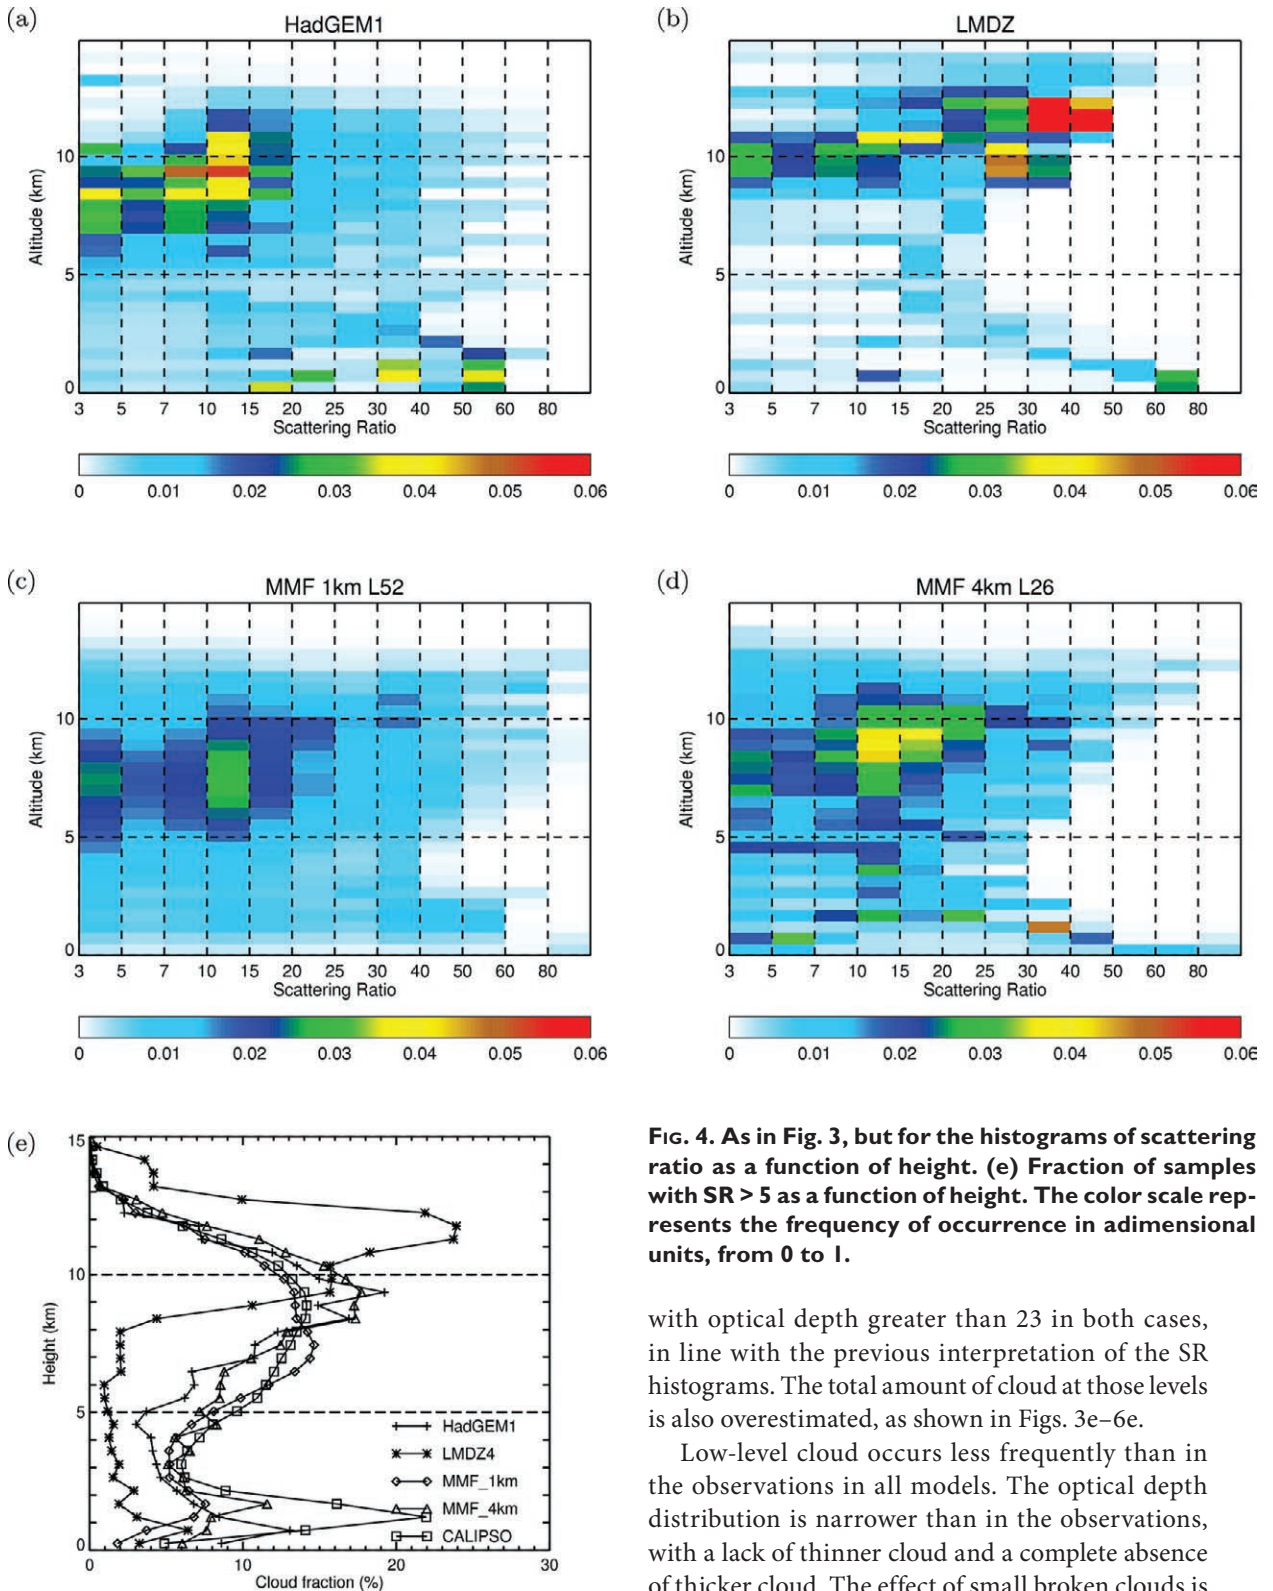 (a)
HadGEM1
Altitude (km)
10
5
0
3 5 7 10 15 20 25 30 40 50 60 80
Scattering Ratio
0 0.01 0.02 0.03 0.04 0.05 0.06
(b)
LMDZ
Altitude (km)
10
5
0
3 5 7 10 15 20 25 30 40 50 60 80
Scattering Ratio
0 0.01 0.02 0.03 0.04 0.05 0.06
(c)
MMF 1km L52
Altitude (km)
10
5
0
3 5 7 10 15 20 25 30 40 50 60 80
Scattering Ratio
0 0.01 0.02 0.03 0.04 0.05 0.06
(d)
MMF 4km L26
Altitude (km)
10
5
0
3 5 7 10 15 20 25 30 40 50 60 80
Scattering Ratio
0 0.01 0.02 0.03 0.04 0.05 0.06
(e)
15
10
5
0
Height (km)
HadGEM1
LMDZ4
MMF_1km
MMF_4km
CALIPSO
0 10 20 30
Cloud fraction (%)
FIG. 4. As in Fig. 3, but for the histograms of scattering
ratio as a function of height. (e) Fraction of samples
with SR > 5 as a function of height. The color scale rep-
resents the frequency of occurrence in adimensional
units, from 0 to 1.
with optical depth greater than 23 in both cases,
in line with the previous interpretation of the SR
histograms. The total amount of cloud at those levels
is also overestimated, as shown in Figs. 3e–6e.
Low-level cloud occurs less frequently than in
the observations in all models. The optical depth
distribution is narrower than in the observations,
with a lack of thinner cloud and a complete absence
of thicker cloud. The effect of small broken clouds is